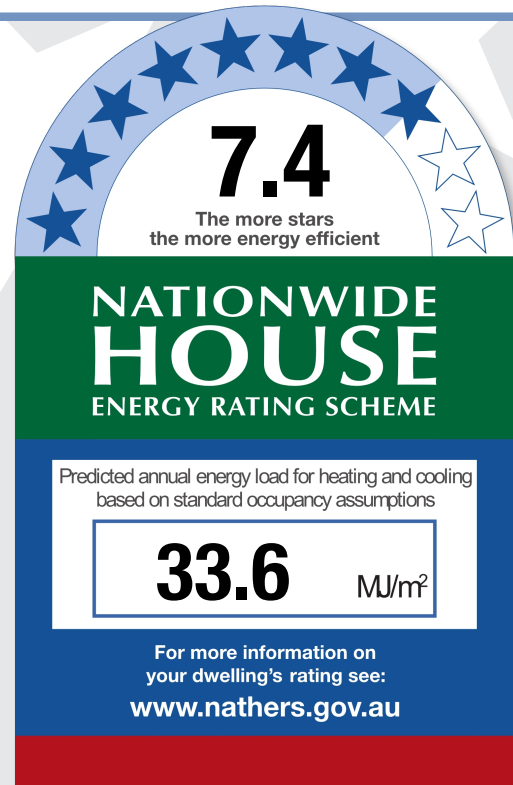 7.4
The more stars
the more energy efficient
NATIONWIDE
HOUSE
ENERGY RATING SCHEME
Predicted annual energy load for heating and cooling
based on standard occupancy assumptions
33.6 MJ/m²
For more information on
your dwelling's rating see:
www.nathers.gov.au